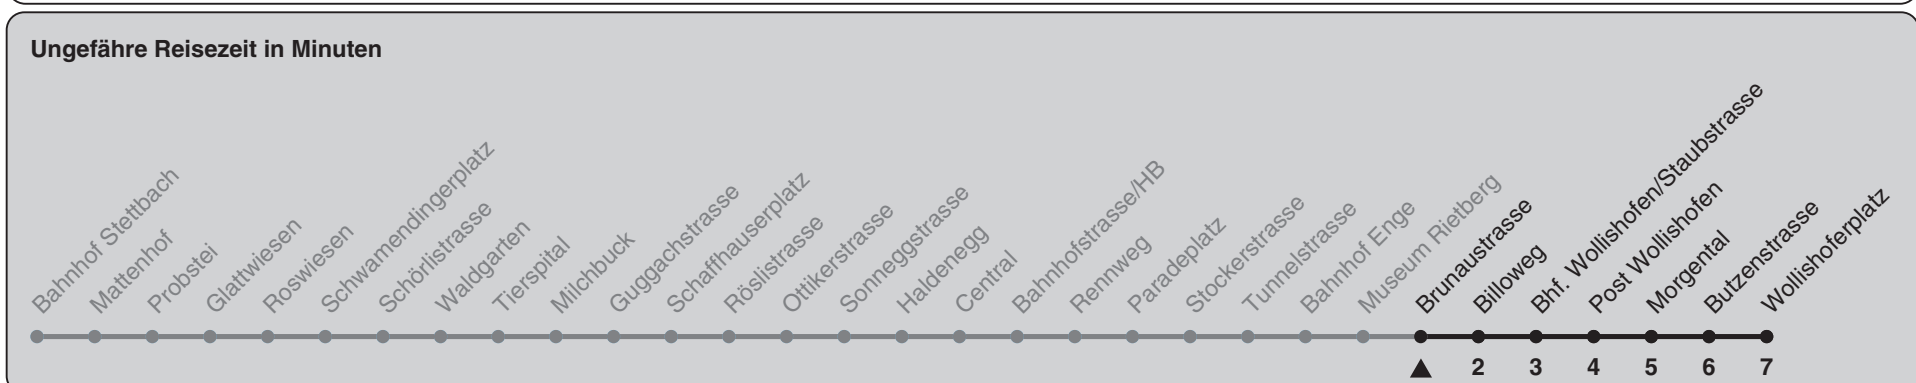 Ungefähre Reisezeit in Minuten
Bahnhof Stettbach
Mattenhof
Probstei
Glattwiesen
Roswiesen
Schwamendingerplatz
Schörlistrasse
Waldgarten
Tierspital
Milchbuck
Guggachstrasse
Schaffhauserplatz
Röslistrasse
Ottikerstrasse
Sonneggstrasse
Haldenegg
Central
Bahnhofstrasse/HB
Rennweg
Paradeplatz
Stockerstrasse
Tunnelstrasse
Bahnhof Enge
Museum Rietberg
Brunaustrasse
Billoweg
Bhf. Wollishofen/Staubstrasse
Post Wollishofen
Morgental
Butzenstrasse
Wollishoferplatz
2 3 4 5 6 7